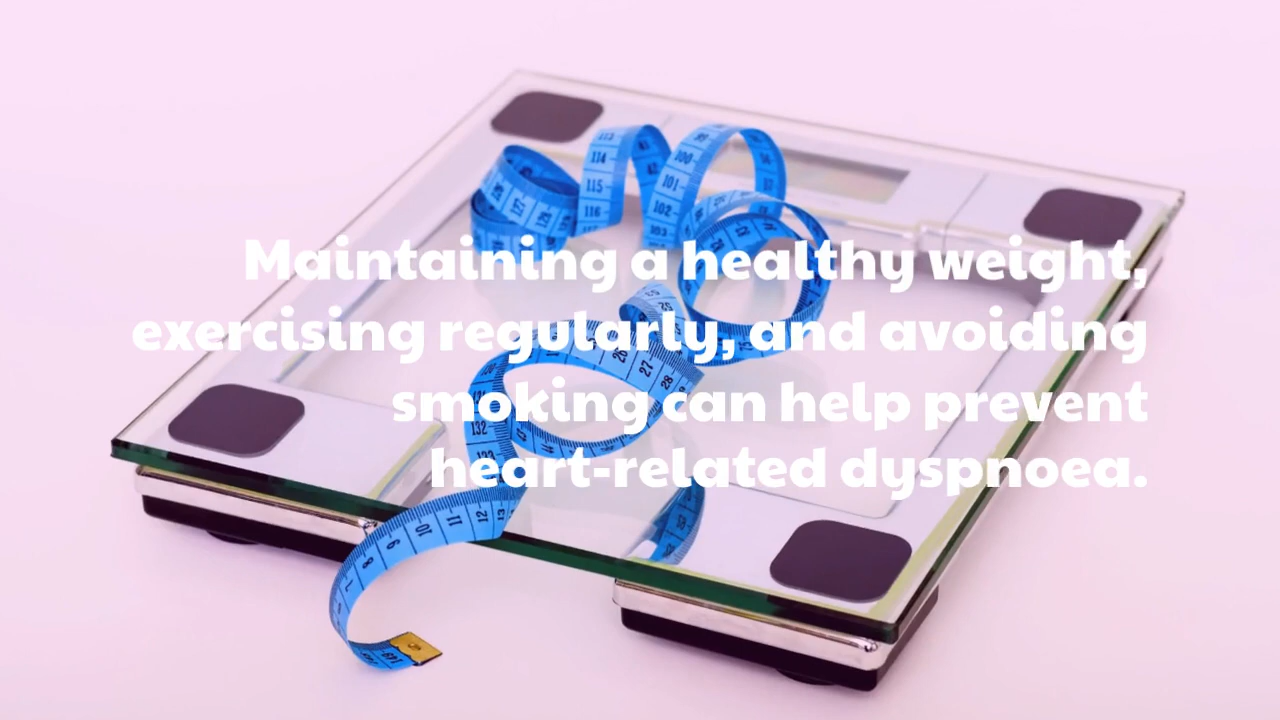 Maintaining a healthy weight,
exercising regularly, and avoiding
smoking can help prevent
heart-related dyspnoea.